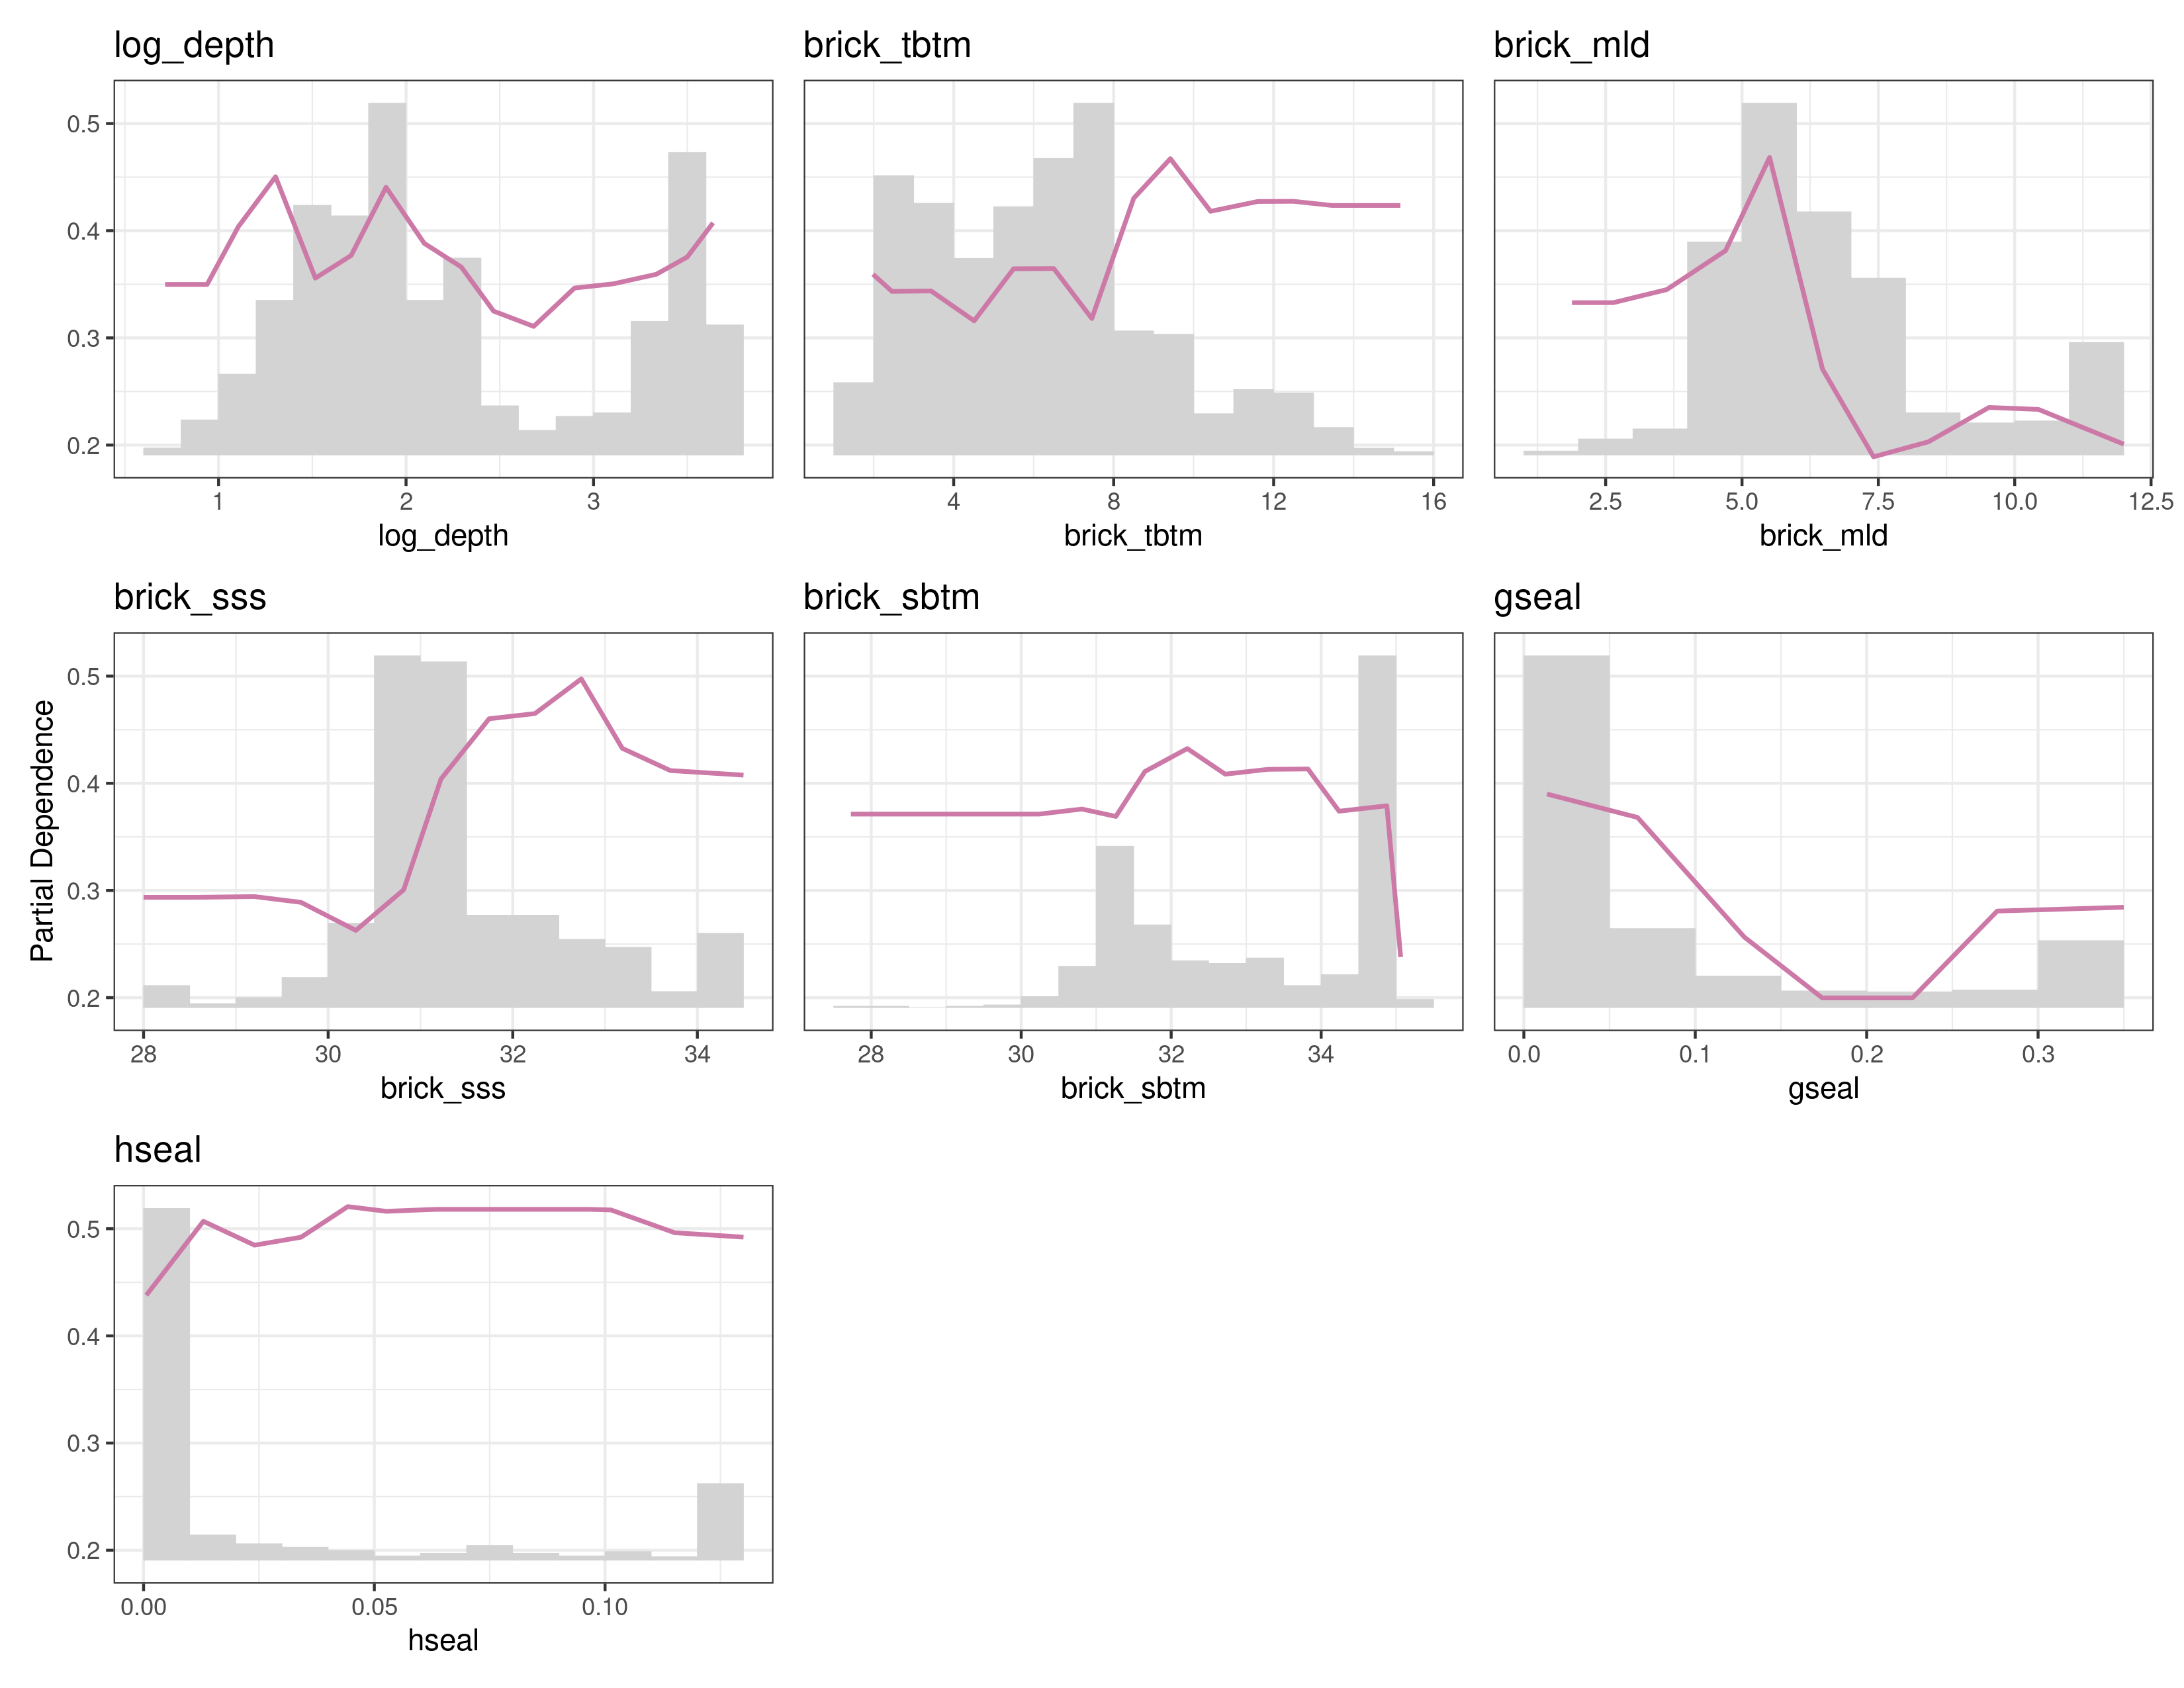 log_depth brick_tbtm brick_mld
0.5
0.4
0.3
0.2
1 2 3 4 8 12 16 2.5 5.0 7.5 10.0 12.5
log_depth brick_tbtm brick_mld
brick_sss brick_sbtm gseal
0.5
0.4
0.3
0.2
Partial Dependence
28 30 32 34 28 30 32 34 0.0 0.1 0.2 0.3
brick_sss brick_sbtm gseal
hseal
0.5
0.4
0.3
0.2
0.00 0.05 0.10
hseal